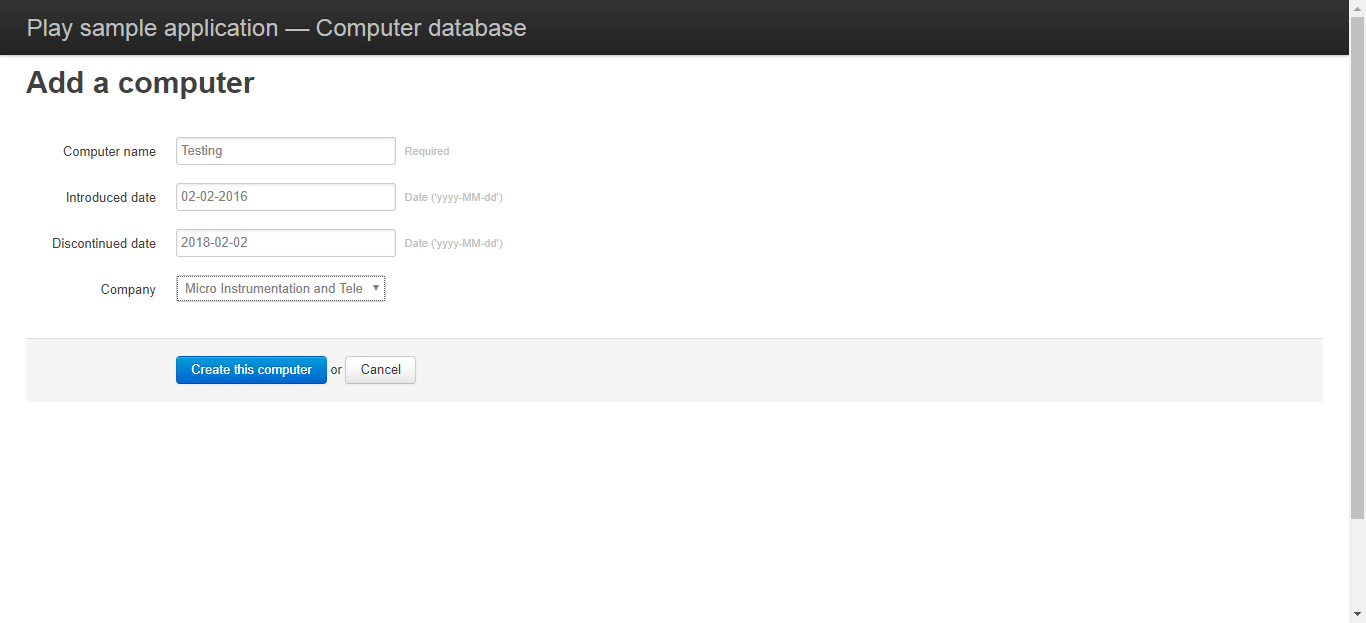 Play sample application — Computer database
Add a computer
Computer name Testing Required
Introduced date 02-02-2016 Date ('yyyy-MM-dd')
Discontinued date 2018-02-02 Date ('yyyy-MM-dd')
Company Micro Instrumentation and Tele
Create this computer or Cancel